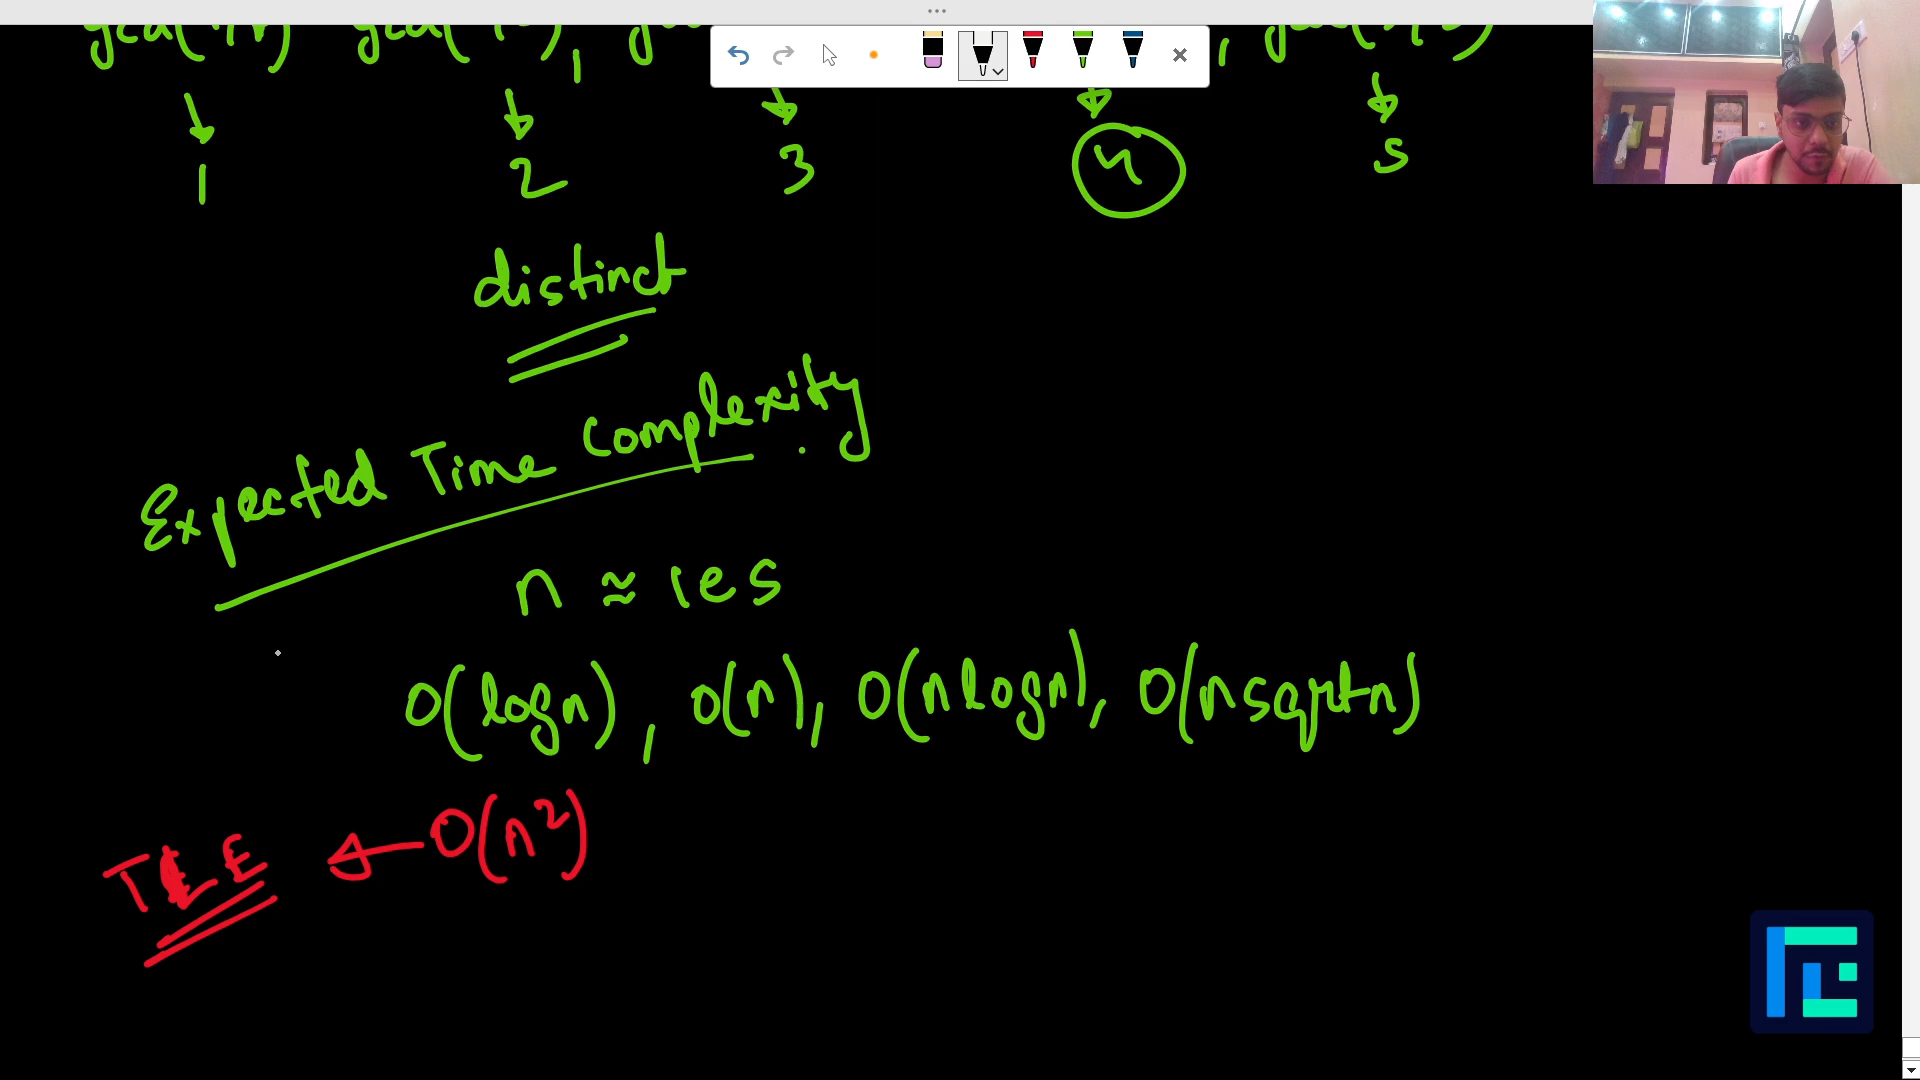 1 2 3 4 5
distinct
Expected Time Complexity
n ≈ 1e5
O(logn), O(n), O(nlogn), O(nsqrtn)
TLE ← O(n²)